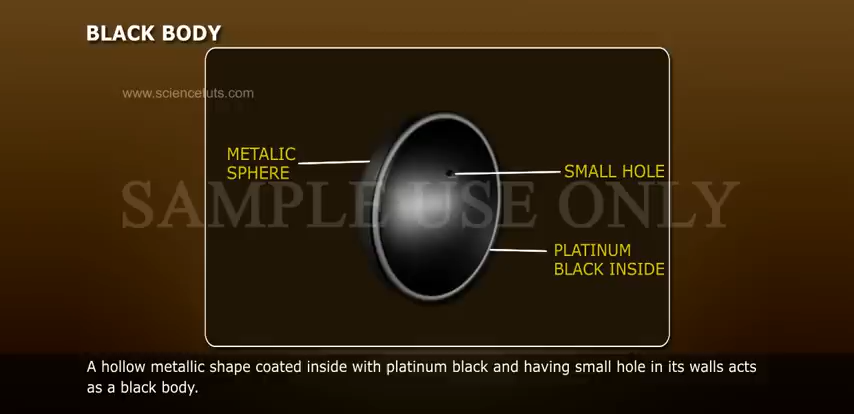 BLACK BODY
www.sciencetuts.com
METALIC
SPHERE
SMALL HOLE
SAMPLE USE ONLY
PLATINUM
BLACK INSIDE
A hollow metallic shape coated inside with platinum black and having small hole in its walls acts
as a black body.